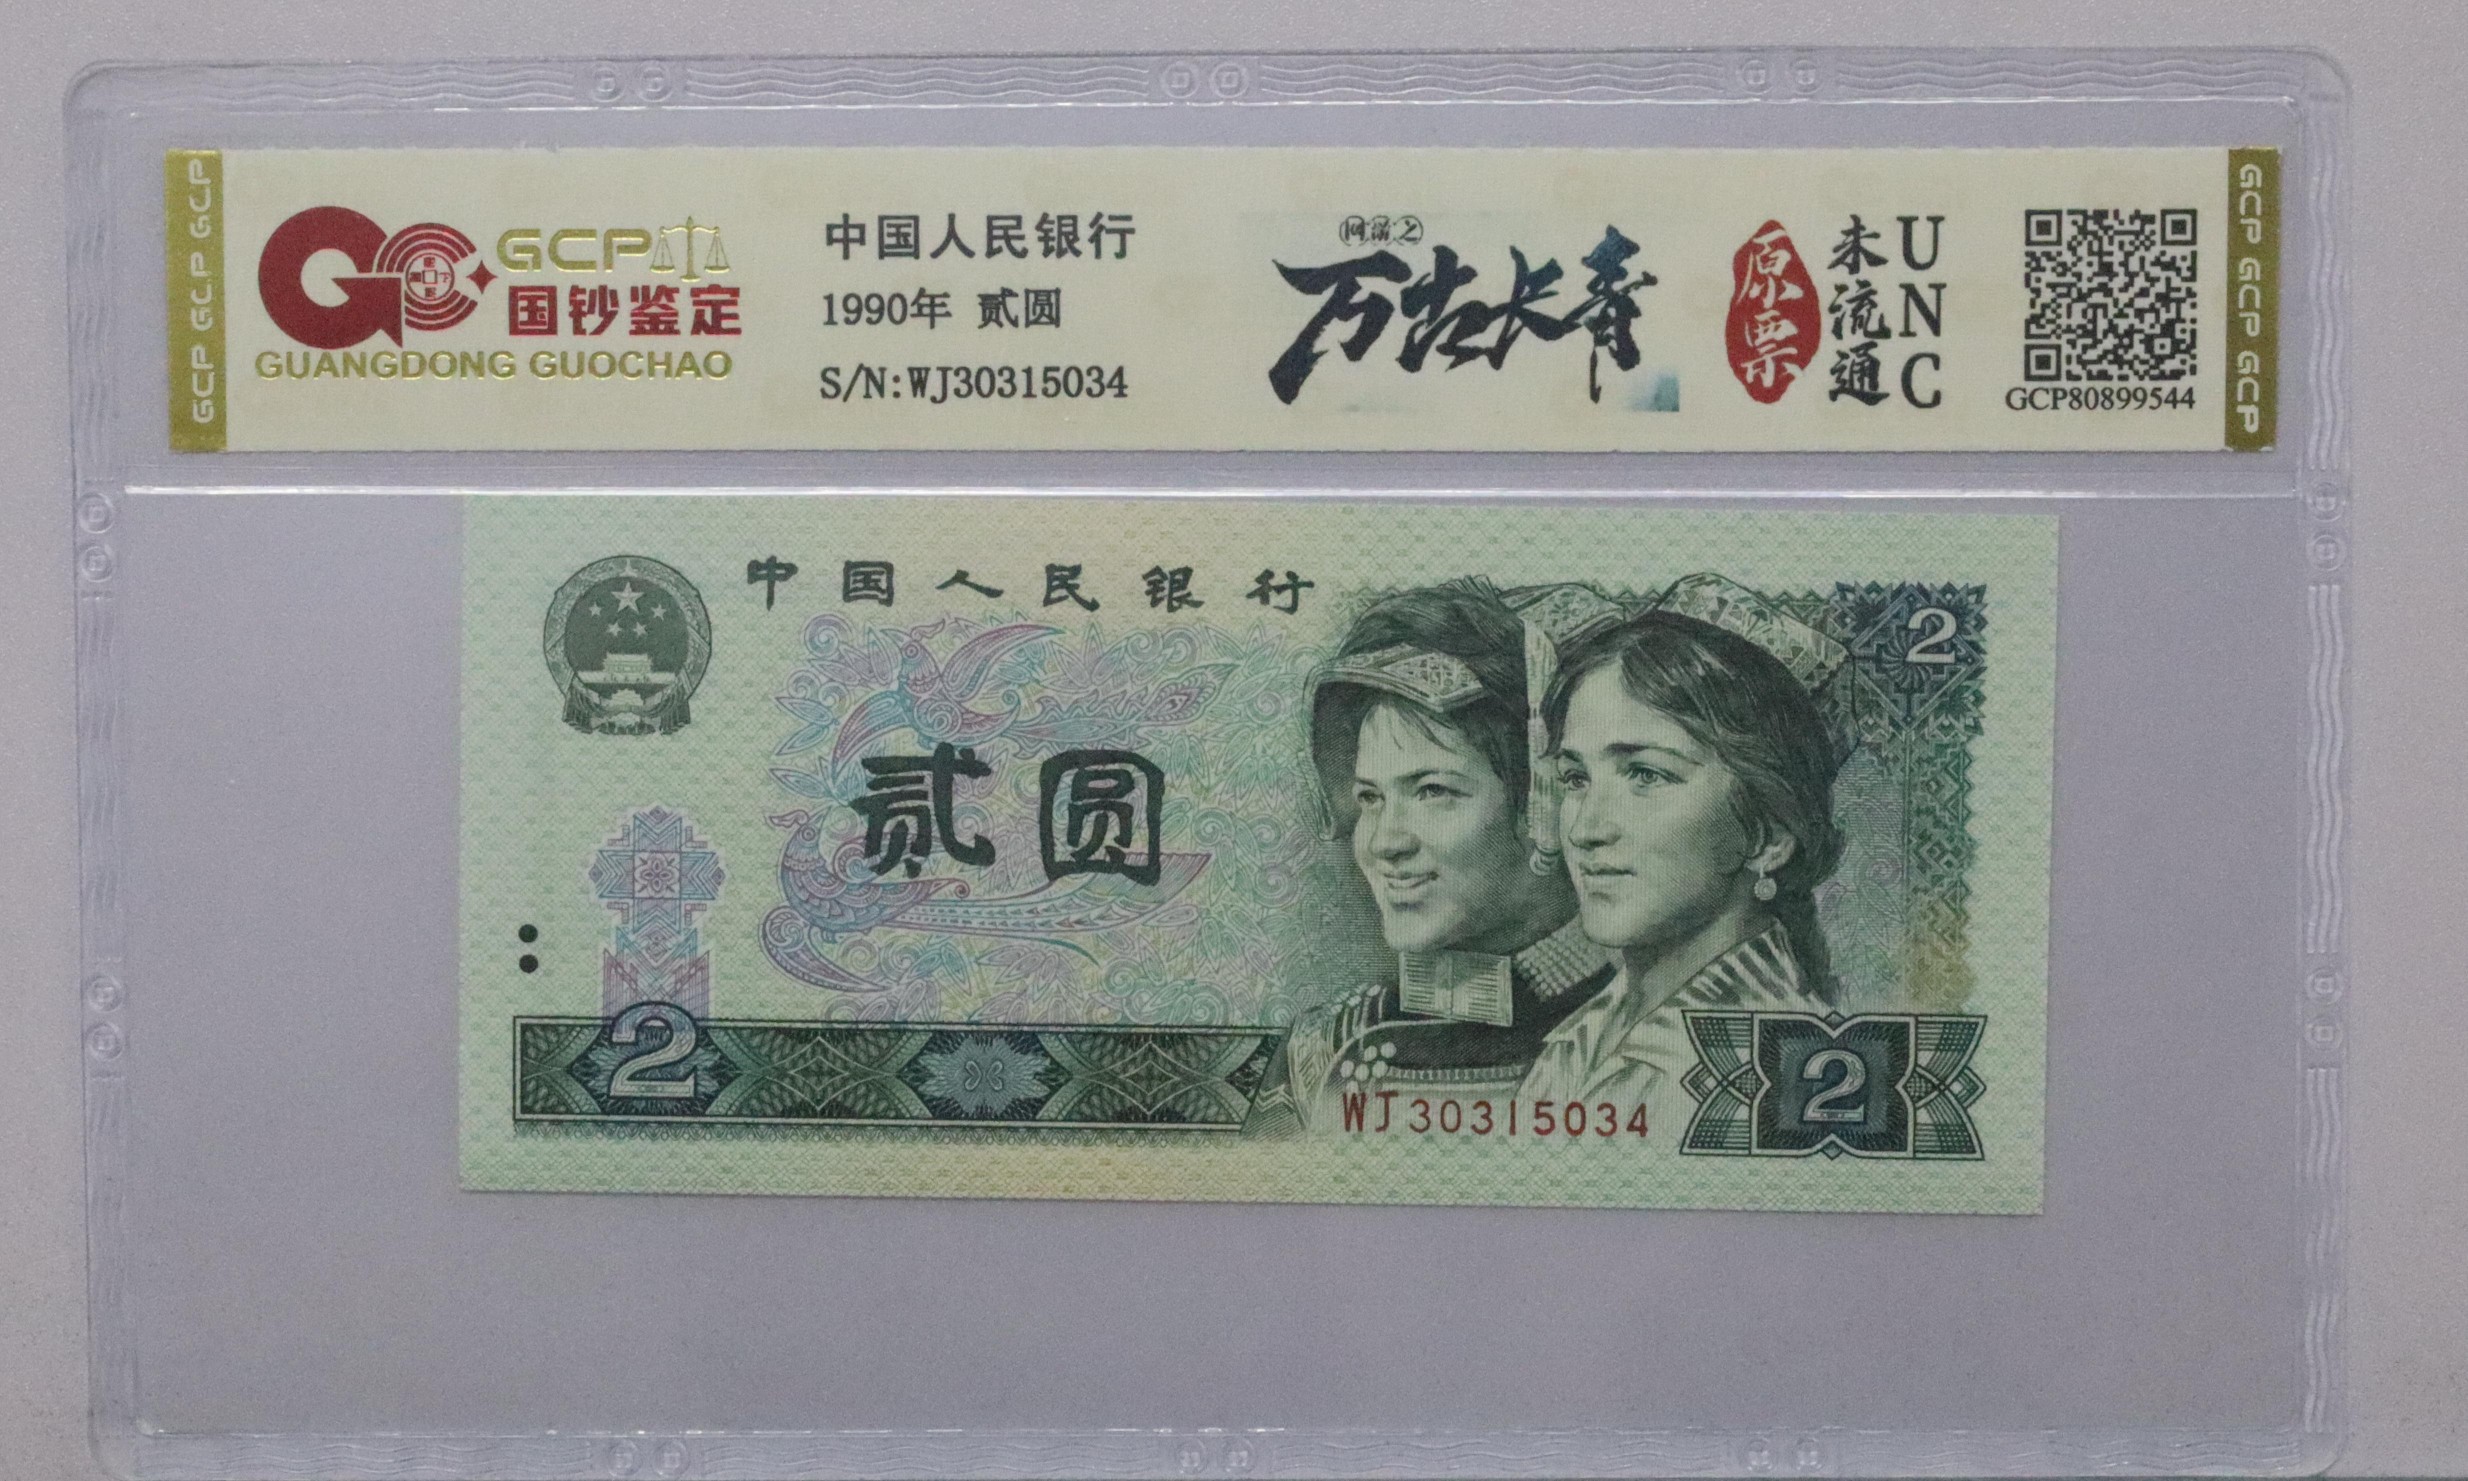 GCP GCP GCP
GCP
国钞鉴定
GUANGDONG GUOCHAO
中国人民银行
1990年 贰圆
S/N:WJ30315034
万古长青
原票
未流通
UNC
GCP80899544
GCP GCP GCP
中国人民银行
2
贰圆
2
WJ30315034
2